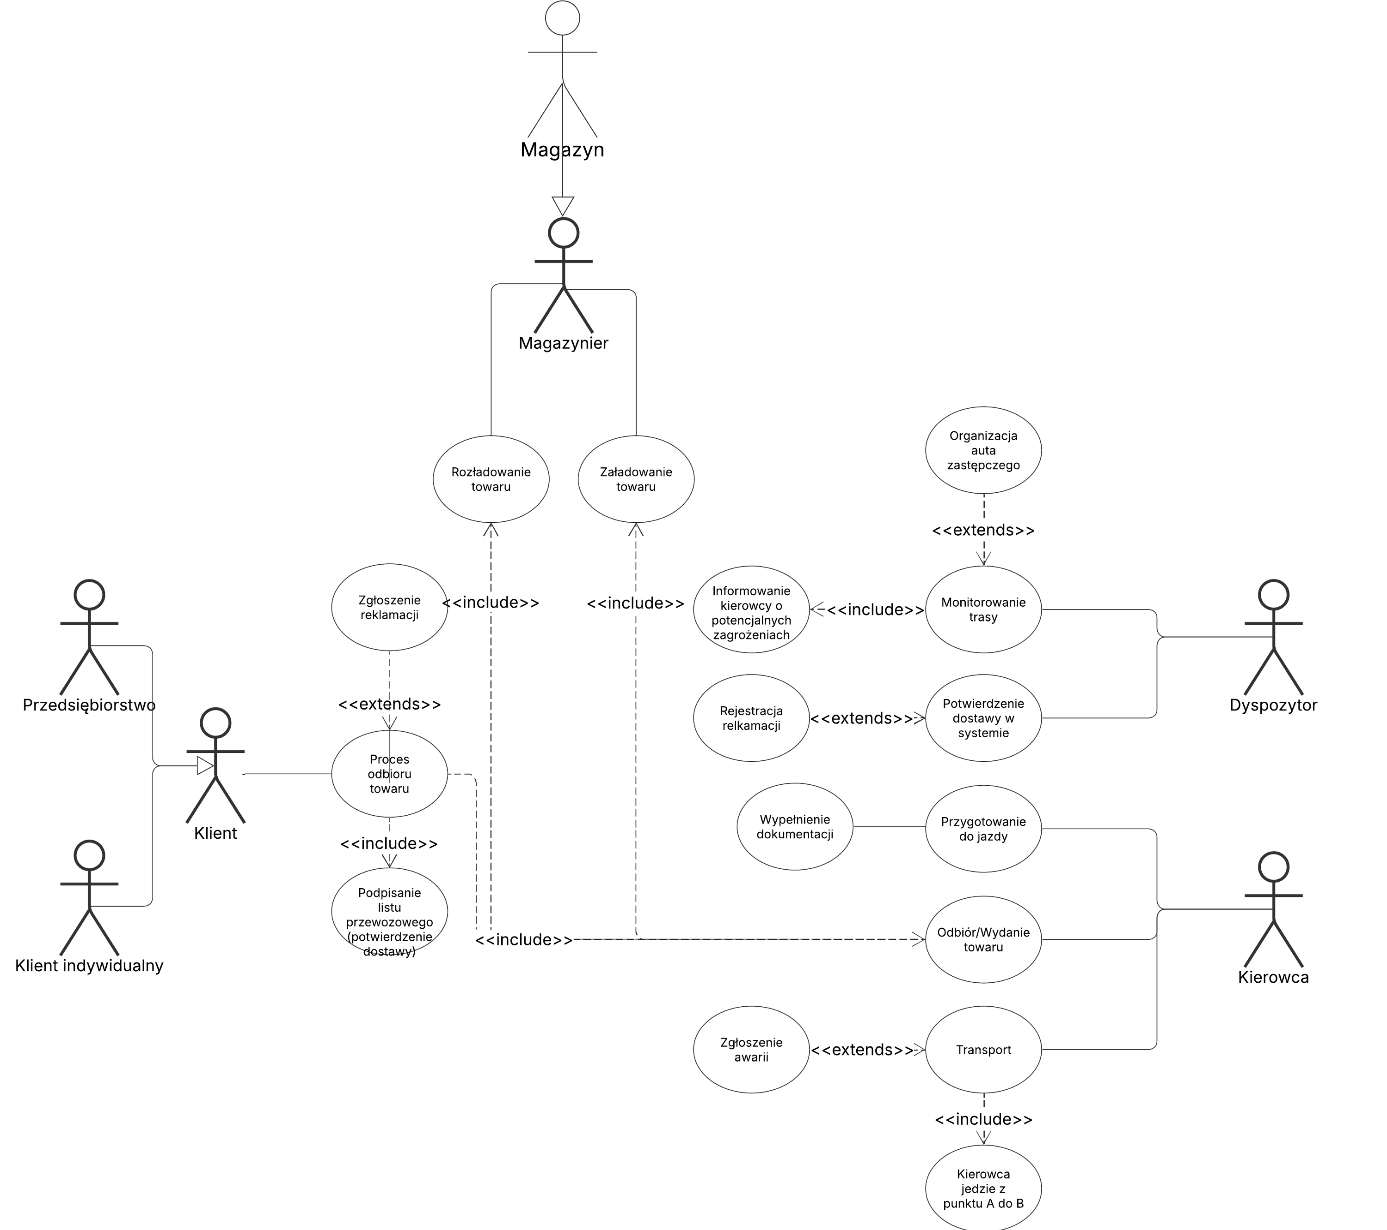 Magazyn
Magazynier
Organizacja
auta
zastępczego
Rozładowanie
towaru
Załadowanie
towaru
<<extends>>
Zgłoszenie
reklamacji
<<include>>
<<include>>
Informowanie
kierowcy o
potencjalnych
zagrożeniach
<<include>>
Monitorowanie
trasy
Przedsiębiorstwo
<<extends>>
Rejestracja
relkamacji
<<extends>>
Potwierdzenie
dostawy w
systemie
Dyspozytor
Proces
odbioru
towaru
Klient
<<include>>
Wypełnienie
dokumentacji
Przygotowanie
do jazdy
Podpisanie
listu
przewozowego
(potwierdzenie
dostawy)
<<include>>
Odbiór/Wydanie
towaru
Klient indywidualny
Kierowca
Zgłoszenie
awarii
<<extends>>
Transport
<<include>>
Kierowca
jedzie z
punktu A do B